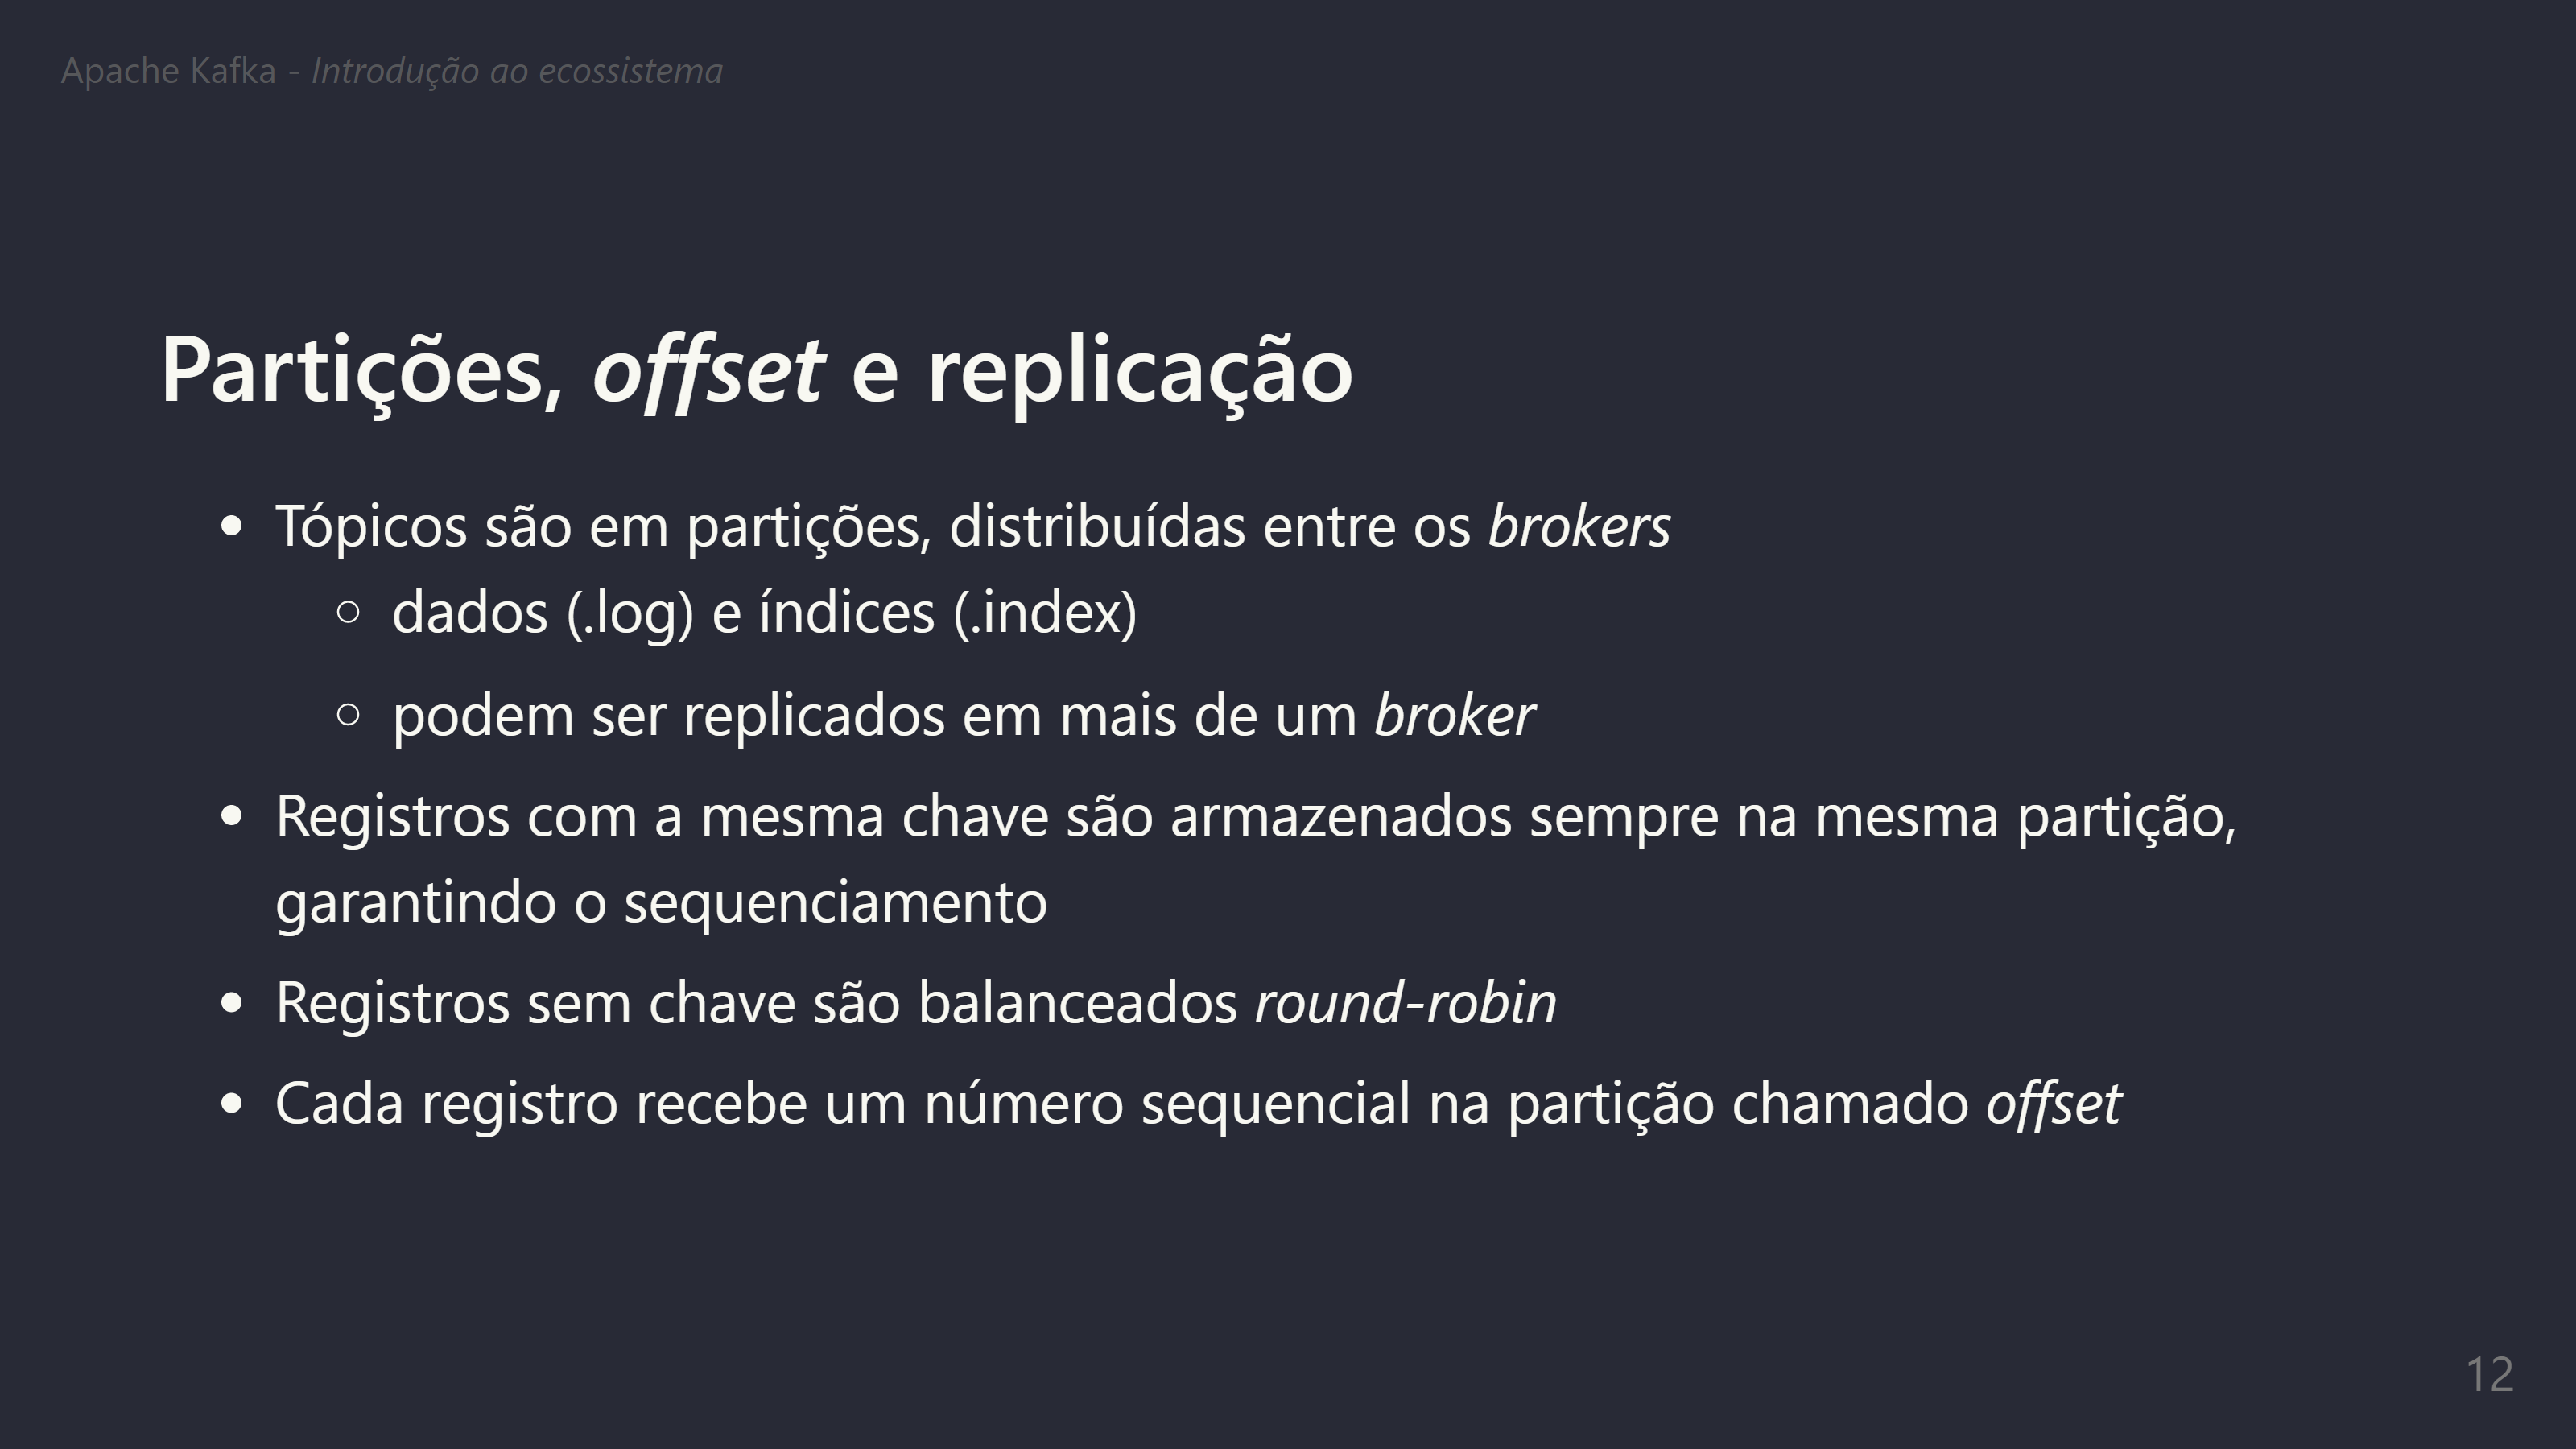 Apache Kafka - Introdução ao ecossistema
Partições, offset e replicação
• Tópicos são em partições, distribuídas entre os brokers
○ dados (.log) e índices (.index)
○ podem ser replicados em mais de um broker
• Registros com a mesma chave são armazenados sempre na mesma partição,
garantindo o sequenciamento
• Registros sem chave são balanceados round-robin
• Cada registro recebe um número sequencial na partição chamado offset
12